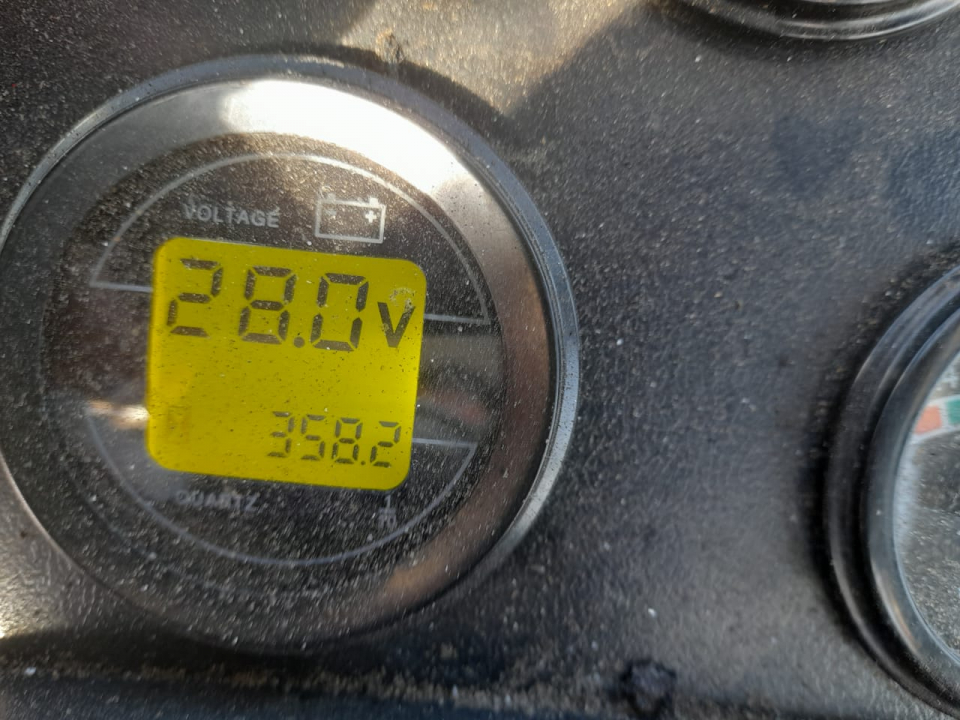 VOLTAGE
- +
28.0V
358.2
QUARTZ